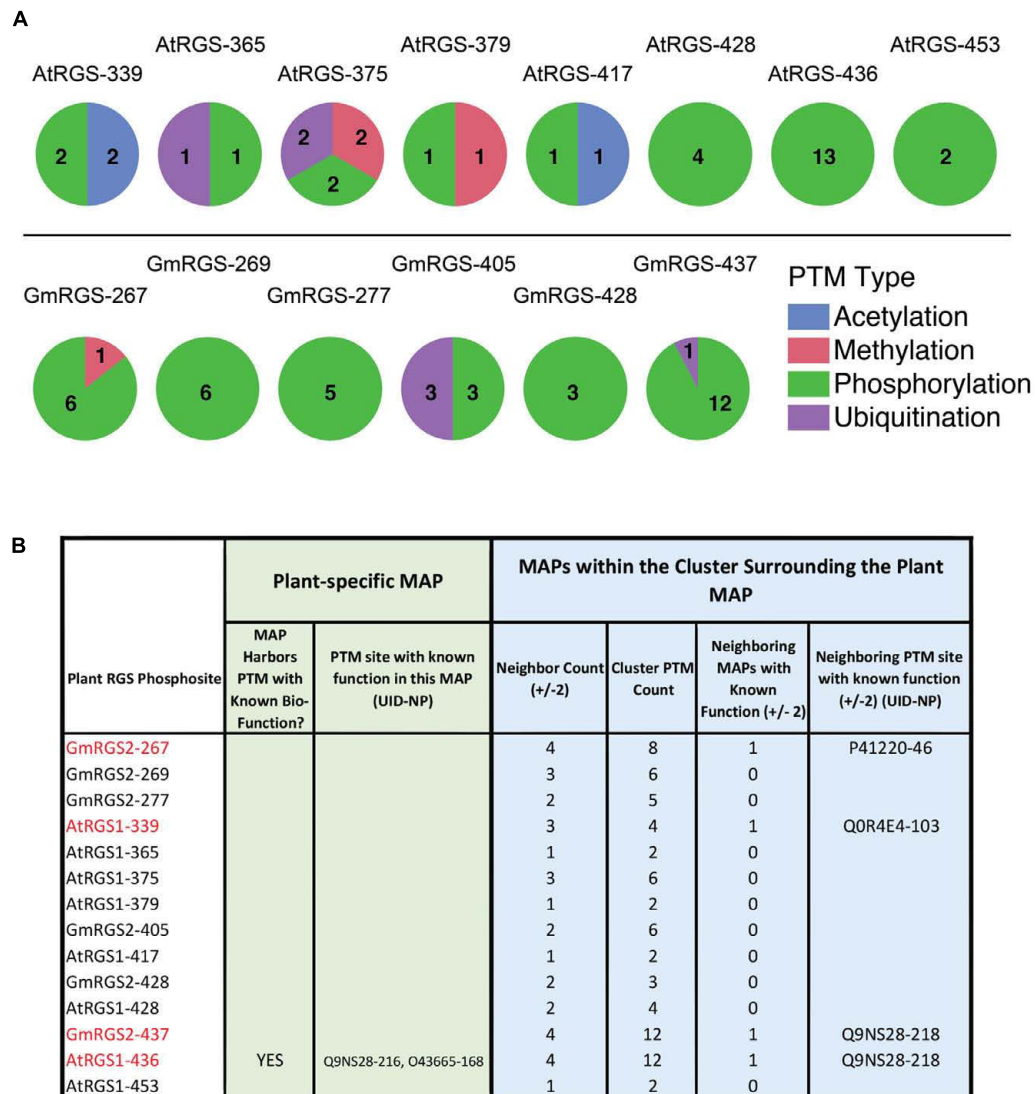 A
AtRGS-365 AtRGS-379 AtRGS-428 AtRGS-453
AtRGS-339 AtRGS-375 AtRGS-417 AtRGS-436
2 2 1 1 2 2 2 1 1 1 1 4 13 2
GmRGS-269 GmRGS-405 GmRGS-437
GmRGS-267 GmRGS-277 GmRGS-428
PTM Type
Acetylation
Methylation
Phosphorylation
Ubiquitination
1 6 6 5 3 3 3 1 12
B
Plant-specific MAP
MAPs within the Cluster Surrounding the Plant
MAP
Plant RGS Phosphosite
MAP
Harbors
PTM with
Known Bio-
Function?
PTM site with known
function in this MAP
(UID-NP)
Neighbor Count
(+/-2)
Cluster PTM
Count
Neighboring
MAPs with
Known
Function (+/- 2)
Neighboring PTM site
with known function
(+/-2) (UID-NP)
GmRGS2-267 4 8 1 P41220-46
GmRGS2-269 3 6 0
GmRGS2-277 2 5 0
AtRGS1-339 3 4 1 Q0R4E4-103
AtRGS1-365 1 2 0
AtRGS1-375 3 6 0
AtRGS1-379 1 2 0
GmRGS2-405 2 6 0
AtRGS1-417 1 2 0
GmRGS2-428 2 3 0
AtRGS1-428 2 4 0
GmRGS2-437 4 12 1 Q9NS28-218
AtRGS1-436 YES Q9NS28-216, O43665-168 4 12 1 Q9NS28-218
AtRGS1-453 1 2 0